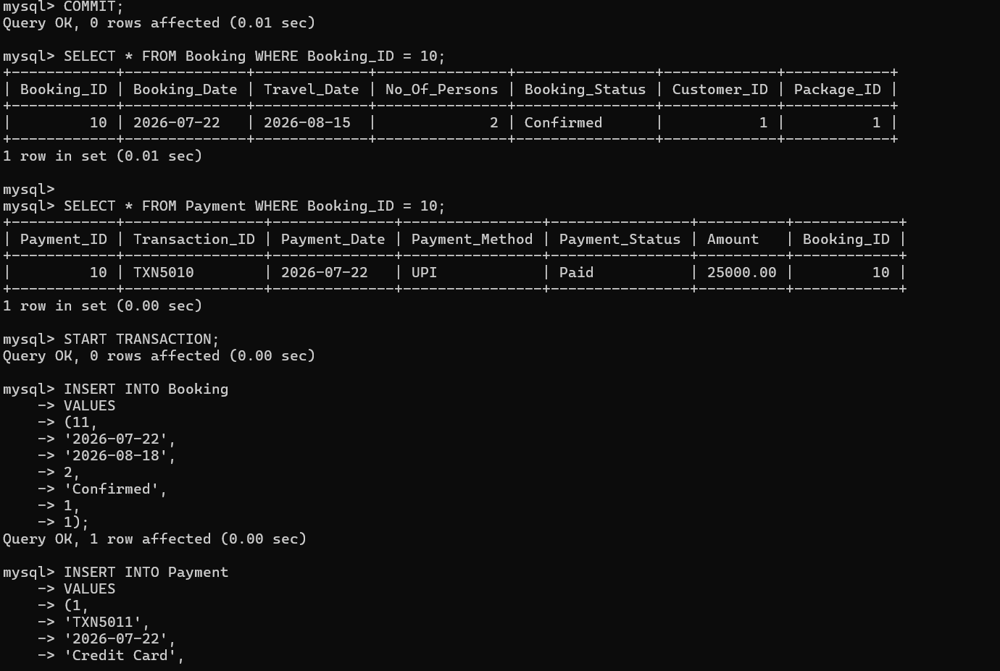 mysql> COMMIT;
Query OK, 0 rows affected (0.01 sec)

mysql> SELECT * FROM Booking WHERE Booking_ID = 10;
+------------+--------------+-------------+---------------+----------------+-------------+------------+
| Booking_ID | Booking_Date | Travel_Date | No_Of_Persons | Booking_Status | Customer_ID | Package_ID |
+------------+--------------+-------------+---------------+----------------+-------------+------------+
|         10 | 2026-07-22   | 2026-08-15  |             2 | Confirmed      |           1 |          1 |
+------------+--------------+-------------+---------------+----------------+-------------+------------+
1 row in set (0.01 sec)

mysql>
mysql> SELECT * FROM Payment WHERE Booking_ID = 10;
+------------+----------------+--------------+----------------+----------------+----------+------------+
| Payment_ID | Transaction_ID | Payment_Date | Payment_Method | Payment_Status | Amount   | Booking_ID |
+------------+----------------+--------------+----------------+----------------+----------+------------+
|         10 | TXN5010        | 2026-07-22   | UPI            | Paid           | 25000.00 |         10 |
+------------+----------------+--------------+----------------+----------------+----------+------------+
1 row in set (0.00 sec)

mysql> START TRANSACTION;
Query OK, 0 rows affected (0.00 sec)

mysql> INSERT INTO Booking
    -> VALUES
    -> (11,
    -> '2026-07-22',
    -> '2026-08-18',
    -> 2,
    -> 'Confirmed',
    -> 1,
    -> 1);
Query OK, 1 row affected (0.00 sec)

mysql> INSERT INTO Payment
    -> VALUES
    -> (1,
    -> 'TXN5011',
    -> '2026-07-22',
    -> 'Credit Card',